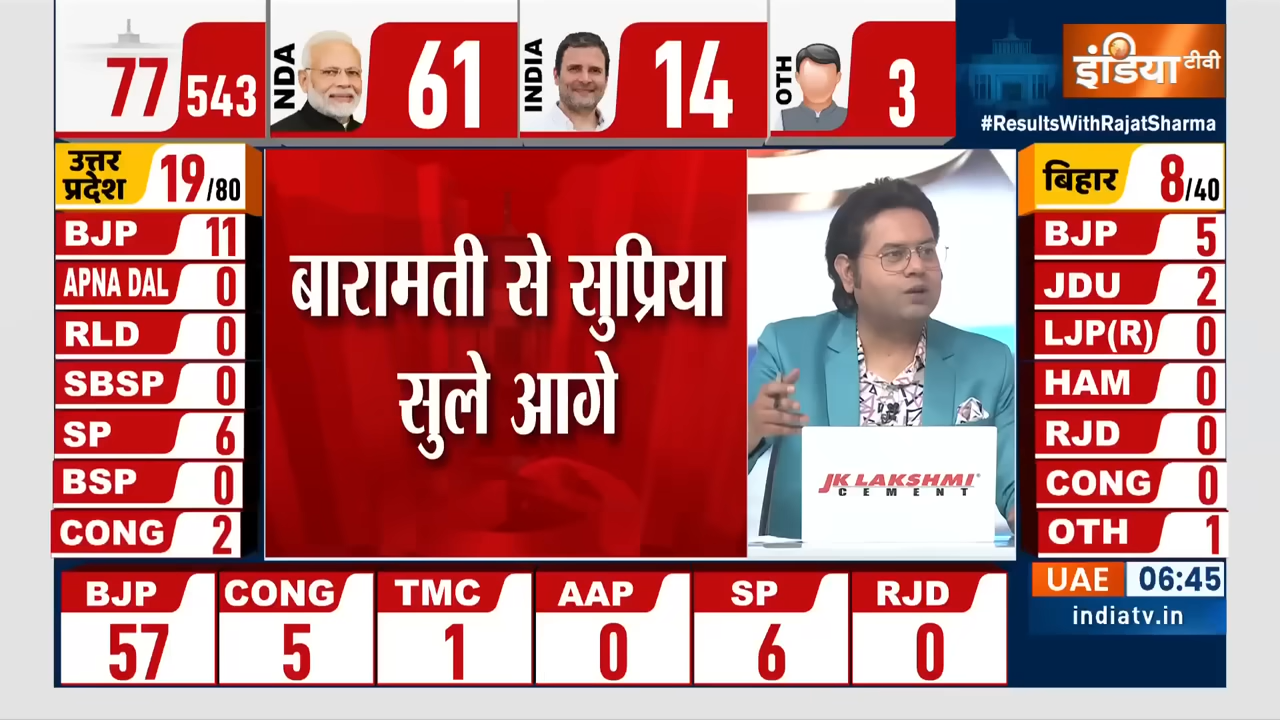 77 543
NDA 61
INDIA 14
OTH 3
इंडिया टीवी
#ResultsWithRajatSharma
उत्तर प्रदेश 19/80
BJP 11
APNA DAL 0
RLD 0
SBSP 0
SP 6
BSP 0
CONG 2
बारामती से सुप्रिया
सुले आगे
JK LAKSHMI
CEMENT
बिहार 8/40
BJP 5
JDU 2
LJP(R) 0
HAM 0
RJD 0
CONG 0
OTH 1
UAE 06:45
indiatv.in
BJP 57
CONG 5
TMC 1
AAP 0
SP 6
RJD 0